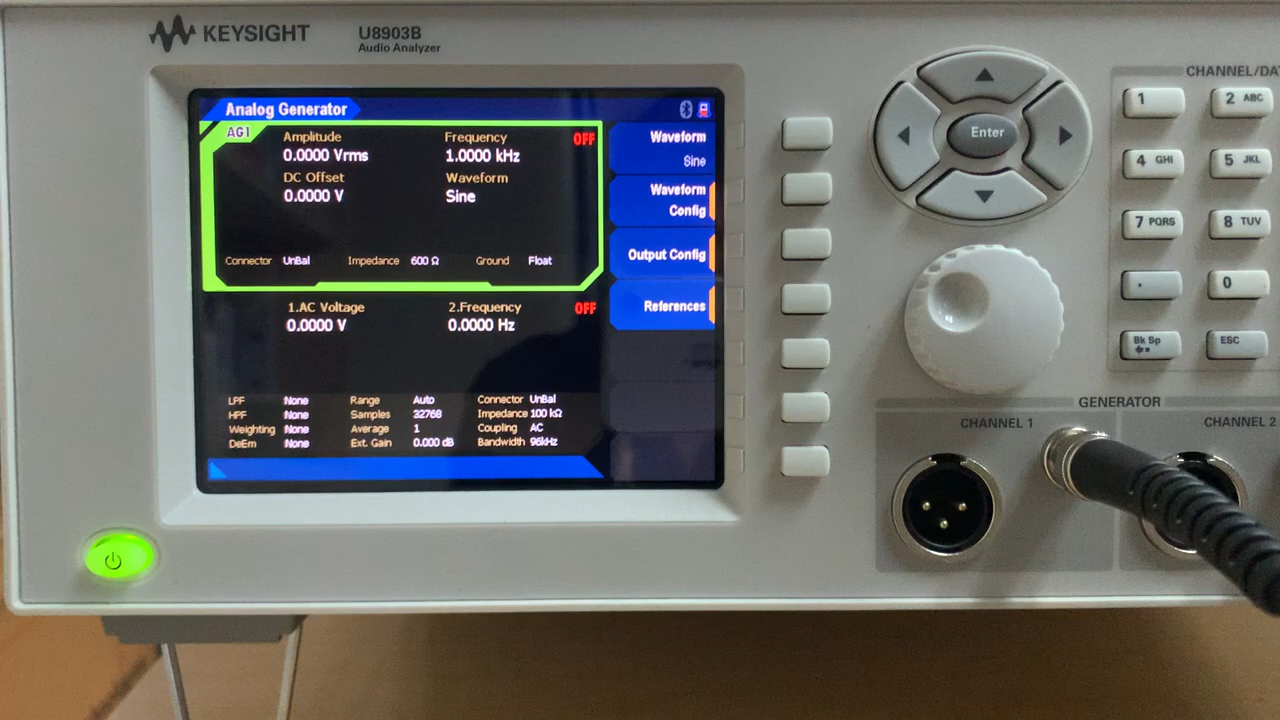 KEYSIGHT
U8903B
Audio Analyzer
Analog Generator
AG1
Amplitude Frequency OFF
0.0000 Vrms 1.0000 kHz
DC Offset Waveform
0.0000 V Sine
Connector UnBal Impedance 600 Ω Ground Float
1.AC Voltage 2.Frequency OFF
0.0000 V 0.0000 Hz
LPF None Range Auto Connector UnBal
HPF None Samples 32768 Impedance 100 kΩ
Weighting None Average 1 Coupling AC
DeEm None Ext. Gain 0.000 dB Bandwidth 96kHz
Waveform
Sine
Waveform
Config
Output Config
References
Enter
CHANNEL/DA
1 2 ABC
4 GHI 5 JKL
7 PQRS 8 TUV
. 0
Bk Sp ESC
GENERATOR
CHANNEL 1 CHANNEL 2